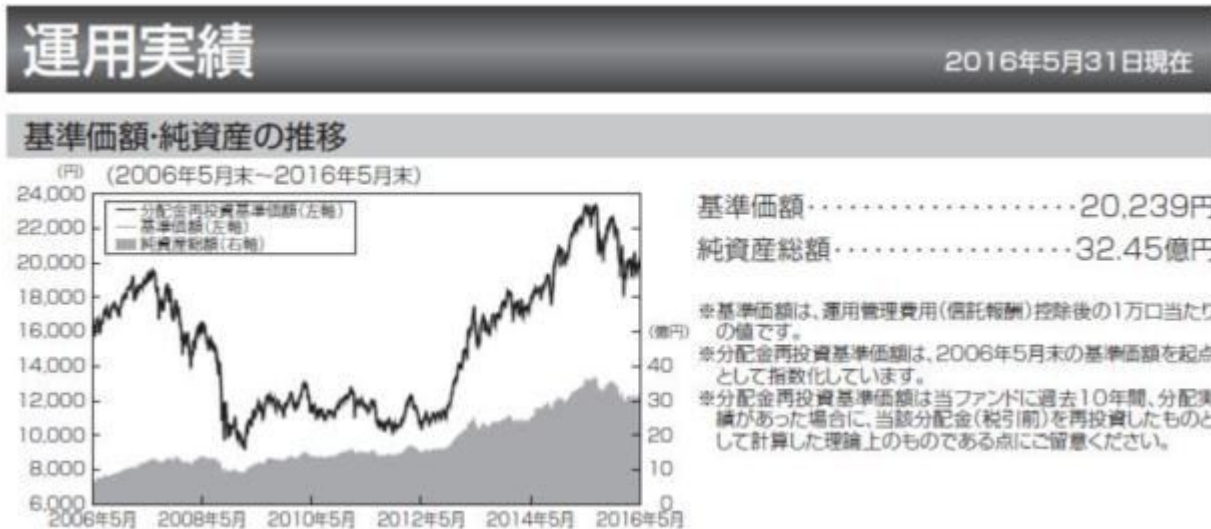 運用実績
2016年5月31日現在
基準価額・純資産の推移
(円) (2006年5月末〜2016年5月末)
24,000
22,000
20,000
18,000
16,000
14,000
12,000
10,000
8,000
6,000
分配金再投資基準価額(左軸)
基準価額(左軸)
純資産総額(右軸)
(億円)
40
30
20
10
0
2006年5月 2008年5月 2010年5月 2012年5月 2014年5月 2016年5月
基準価額・・・・・・・・・・・・・・・・・・・・20,239円
純資産総額・・・・・・・・・・・・・・・・・・32.45億円
※基準価額は、運用管理費用(信託報酬)控除後の1万口当たり
の値です。
※分配金再投資基準価額は、2006年5月末の基準価額を起点
として指数化しています。
※分配金再投資基準価額は当ファンドに過去10年間、分配実
績があった場合に、当該分配金(税引前)を再投資したものと
して計算した理論上のものである点にご留意ください。